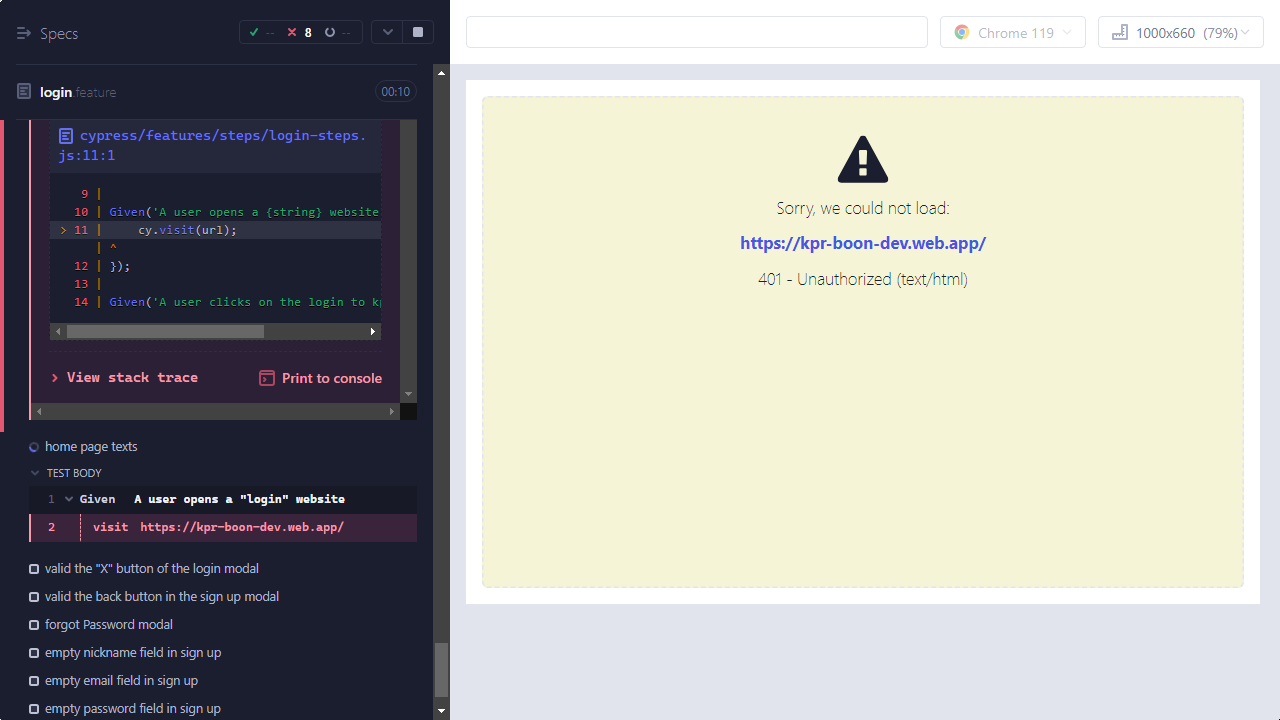 Specs
-- 8 --
login.feature
00:10
cypress/features/steps/login-steps.
js:11:1
9 |
10 | Given('A user opens a {string} website
> 11 |     cy.visit(url);
| ^
12 | });
13 |
14 | Given('A user clicks on the login to kp
> View stack trace
Print to console
home page texts
TEST BODY
1 Given A user opens a "login" website
2 visit https://kpr-boon-dev.web.app/
valid the "X" button of the login modal
valid the back button in the sign up modal
forgot Password modal
empty nickname field in sign up
empty email field in sign up
empty password field in sign up
Chrome 119
1000x660 (79%)
Sorry, we could not load:
https://kpr-boon-dev.web.app/
401 - Unauthorized (text/html)